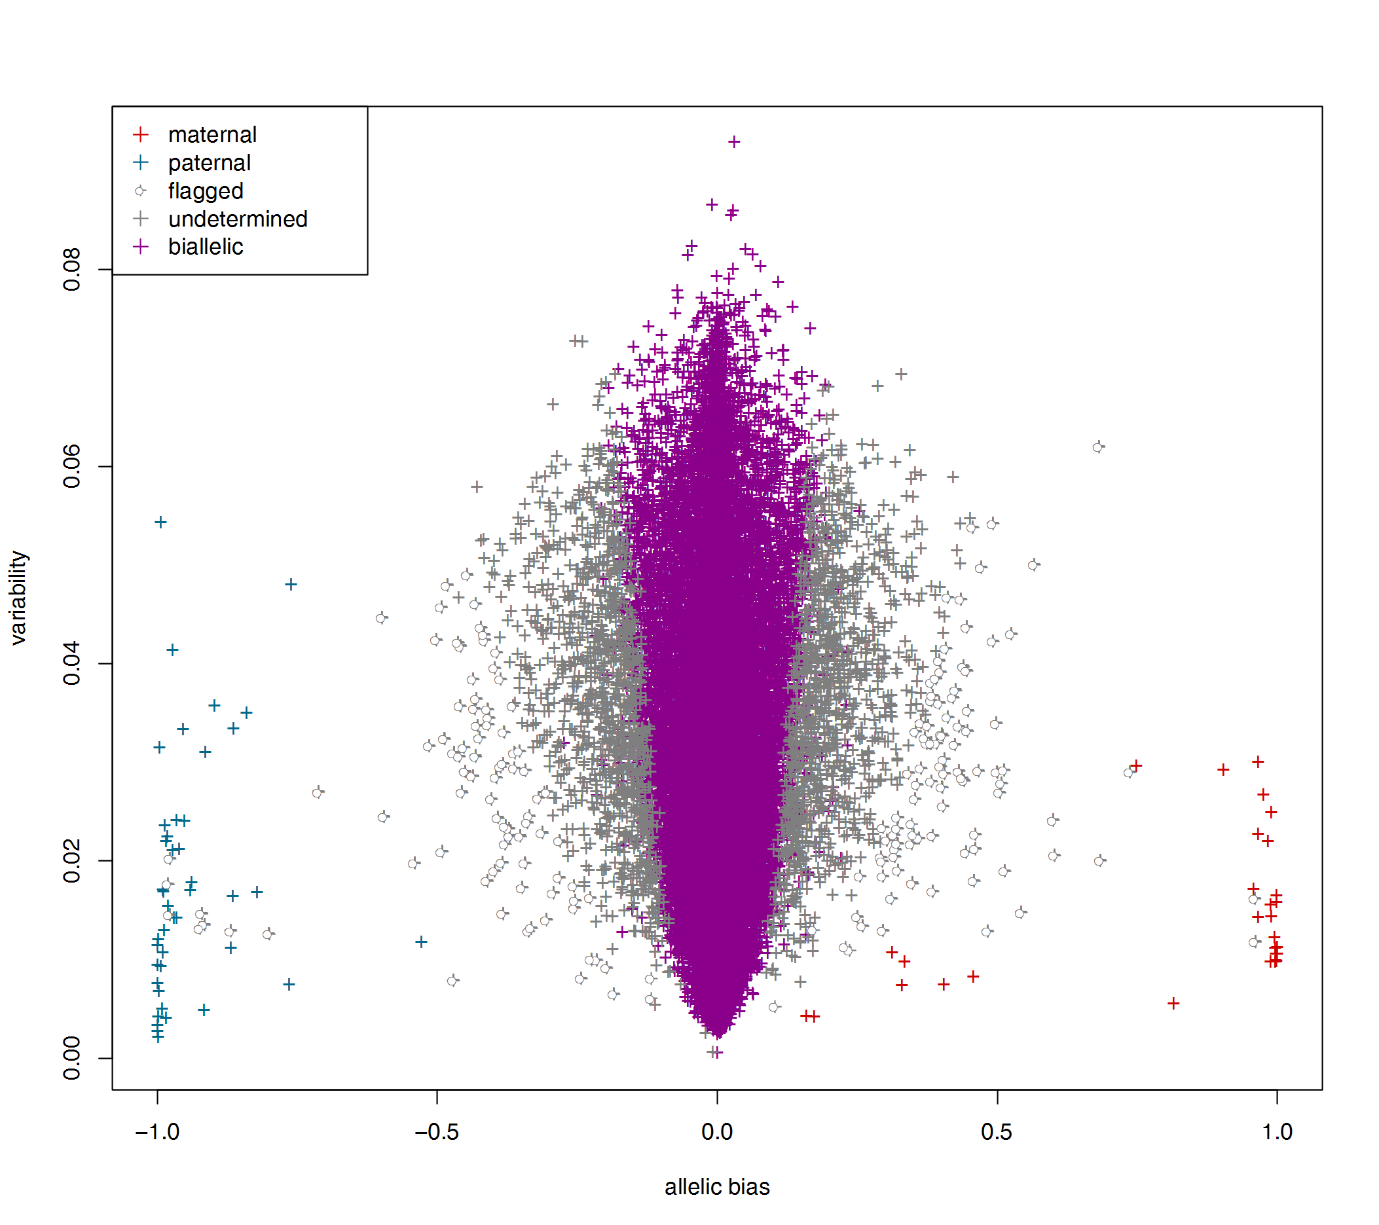 maternal
paternal
flagged
undetermined
biallelic
0.08
0.06
0.04
0.02
0.00
variability
−1.0
−0.5
0.0
0.5
1.0
allelic bias